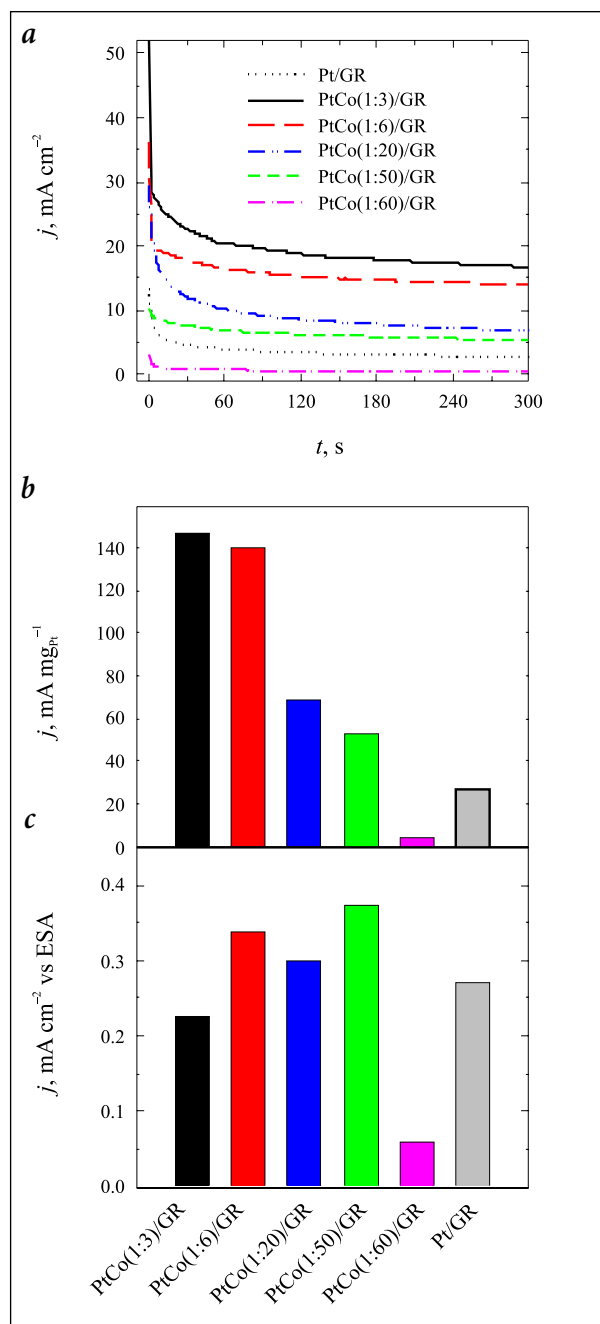 a
50
40
30
20
10
0
j, mA cm⁻²
Pt/GR
PtCo(1:3)/GR
PtCo(1:6)/GR
PtCo(1:20)/GR
PtCo(1:50)/GR
PtCo(1:60)/GR
0 60 120 180 240 300
t, s
b
140
120
100
80
60
40
20
0
j, mA mg_Pt⁻¹
c
0.4
0.3
0.2
0.1
0.0
j, mA cm⁻² vs ESA
PtCo(1:3)/GR
PtCo(1:6)/GR
PtCo(1:20)/GR
PtCo(1:50)/GR
PtCo(1:60)/GR
Pt/GR